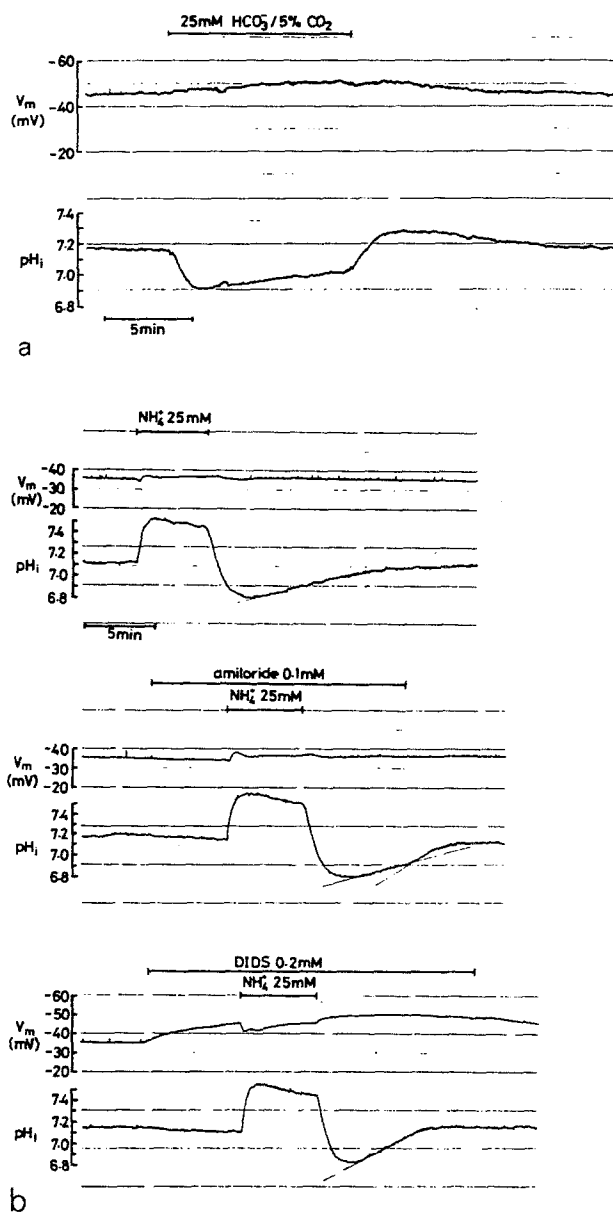 25mM HCO₃⁻/5% CO₂
-60
Vm
(mV)
-40
-20
7.4
7.2
pHi
7.0
6.8
5min
a
NH₄⁺ 25mM
-40
Vm
(mV)
-30
-20
7.4
7.2
pHi
7.0
6.8
5min
amiloride 0.1mM
NH₄⁺ 25mM
-40
Vm
(mV)
-30
-20
7.4
7.2
pHi
7.0
6.8
DIDS 0.2mM
NH₄⁺ 25mM
-60
-50
Vm
(mV)
-40
-30
-20
7.4
7.2
pHi
7.0
6.8
b